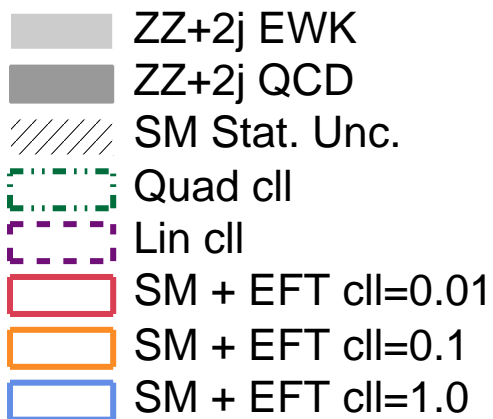 ZZ+2j EWK
ZZ+2j QCD
SM Stat. Unc.
Quad cll
Lin cll
SM + EFT cll=0.01
SM + EFT cll=0.1
SM + EFT cll=1.0